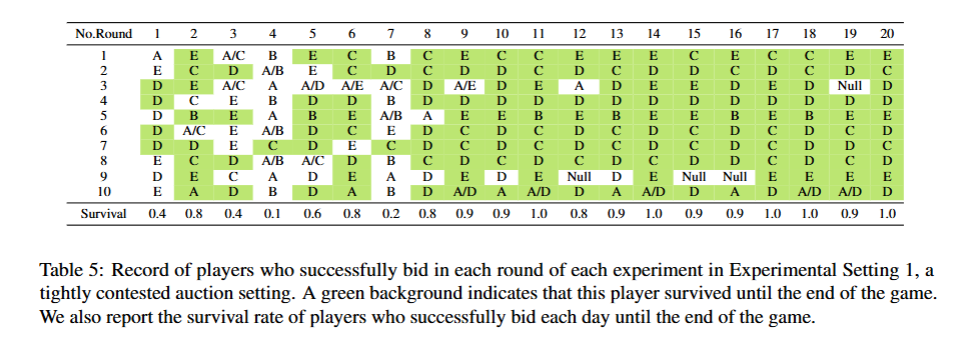 No.Round 1 2 3 4 5 6 7 8 9 10 11 12 13 14 15 16 17 18 19 20
1 A E A/C B E C B C E C C E E E C E C C E E
2 E C D A/B E C D C D D C D C D D C D C D C
3 D E A/C A A/D A/E A/C D A/E D E A D E E D E D Null D
4 D C E B D D B D D D D D D D D D D D D D
5 D B E A B E A/B A E E B E B E E B E B E E
6 D A/C E A/B D C E D C D C D C D C D C D C D
7 D D E C D E C D C D C D C D C D C D D C
8 E C D A/B A/C D B C D C D C D C D D C D C D
9 D E C A D E A D E D E Null D E Null Null E E E E
10 E A D B D A B D A/D A A/D D A A/D D A D A/D A/D D
Survival 0.4 0.8 0.4 0.1 0.6 0.8 0.2 0.8 0.9 0.9 1.0 0.8 0.9 1.0 0.9 0.9 1.0 1.0 0.9 1.0
Table 5: Record of players who successfully bid in each round of each experiment in Experimental Setting 1, a
tightly contested auction setting. A green background indicates that this player survived until the end of the game.
We also report the survival rate of players who successfully bid each day until the end of the game.